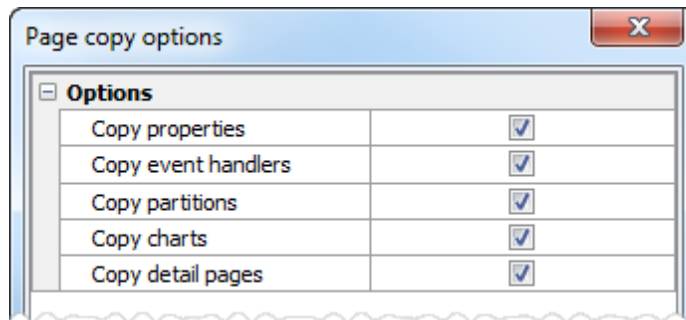 Page copy options
Options
Copy properties
Copy event handlers
Copy partitions
Copy charts
Copy detail pages